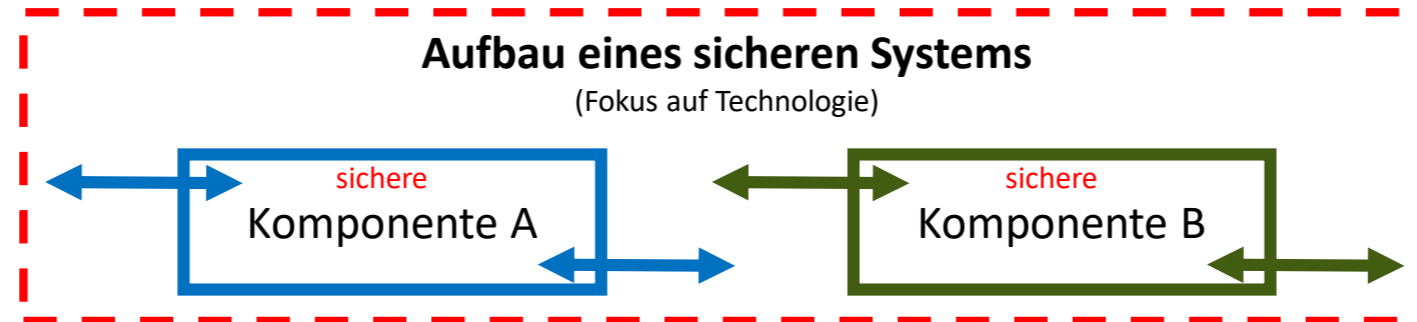 Aufbau eines sicheren Systems
(Fokus auf Technologie)
sichere
Komponente A
sichere
Komponente B